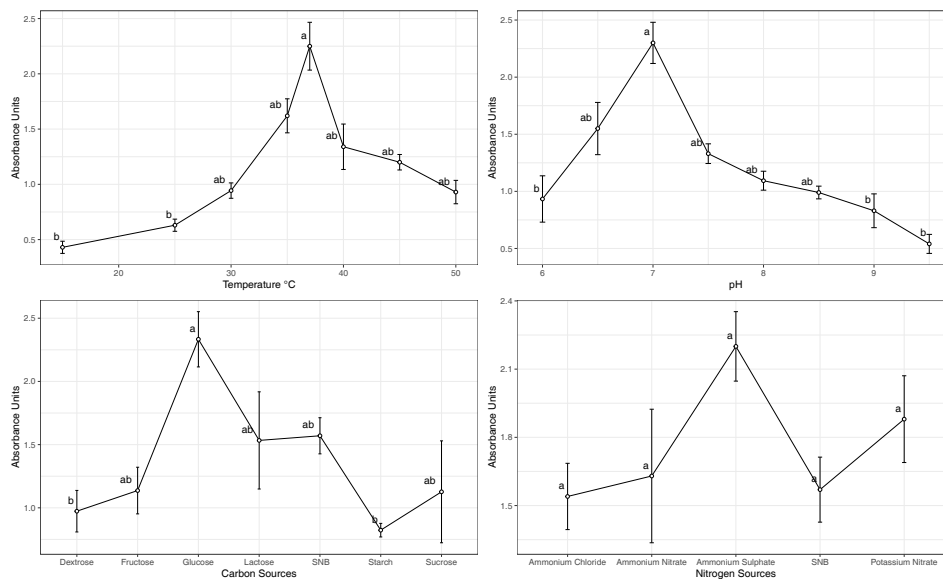 2.5
2.0
1.5
1.0
0.5
Absorbance Units
b
b
b
ab
a
ab
ab
ab
20
30
40
50
Temperature °C
2.5
2.0
1.5
1.0
0.5
Absorbance Units
b
ab
a
ab
ab
ab
b
b
6
7
8
9
pH
2.5
2.0
1.5
1.0
Absorbance Units
b
ab
a
ab
ab
b
ab
Dextrose Fructose Glucose Lactose SNB Starch Sucrose
Carbon Sources
2.4
2.1
1.8
1.5
Absorbance Units
a
a
a
a
a
Ammonium Chloride Ammonium Nitrate Ammonium Sulphate SNB Potassium Nitrate
Nitrogen Sources